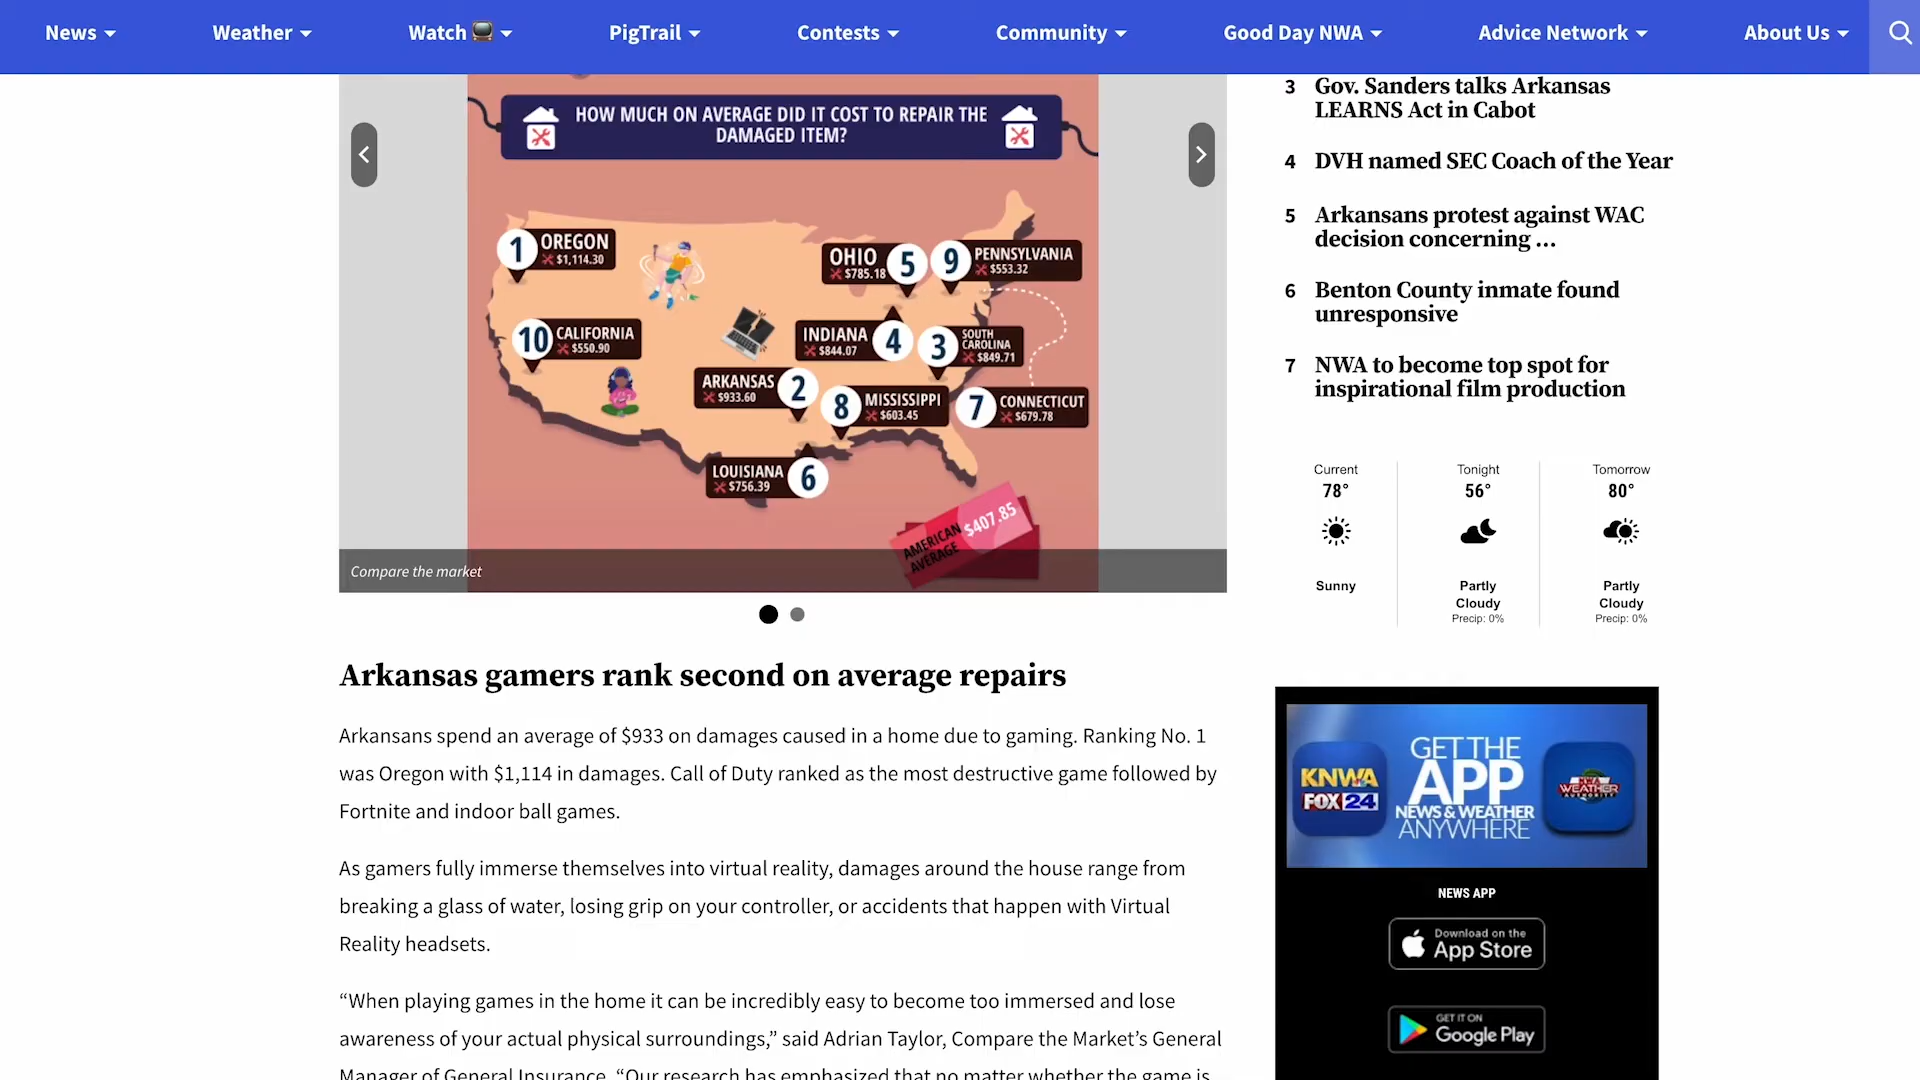 News
Weather
Watch
PigTrail
Contests
Community
Good Day NWA
Advice Network
About Us
HOW MUCH ON AVERAGE DID IT COST TO REPAIR THE
DAMAGED ITEM?
1 OREGON
$1,114.30
OHIO 5
$785.18
9 PENNSYLVANIA
$553.32
10 CALIFORNIA
$550.90
INDIANA 4
$844.07
3 SOUTH
CAROLINA
$849.71
ARKANSAS 2
$933.60
8 MISSISSIPPI
$603.45
7 CONNECTICUT
$679.78
LOUISIANA 6
$756.39
AMERICAN
AVERAGE
$407.85
Compare the market
Arkansas gamers rank second on average repairs
Arkansans spend an average of $933 on damages caused in a home due to gaming. Ranking No. 1
was Oregon with $1,114 in damages. Call of Duty ranked as the most destructive game followed by
Fortnite and indoor ball games.
As gamers fully immerse themselves into virtual reality, damages around the house range from
breaking a glass of water, losing grip on your controller, or accidents that happen with Virtual
Reality headsets.
“When playing games in the home it can be incredibly easy to become too immersed and lose
awareness of your actual physical surroundings,” said Adrian Taylor, Compare the Market’s General
Manager of General Insurance. “Our research has emphasized that no matter whether the game is
3 Gov. Sanders talks Arkansas
LEARNS Act in Cabot
4 DVH named SEC Coach of the Year
5 Arkansans protest against WAC
decision concerning …
6 Benton County inmate found
unresponsive
7 NWA to become top spot for
inspirational film production
Current
78°
Sunny
Tonight
56°
Partly
Cloudy
Precip: 0%
Tomorrow
80°
Partly
Cloudy
Precip: 0%
KNWA
FOX 24
GET THE
APP
NEWS & WEATHER
ANYWHERE
NWA
WEATHER
AUTHORITY
NEWS APP
Download on the
App Store
GET IT ON
Google Play